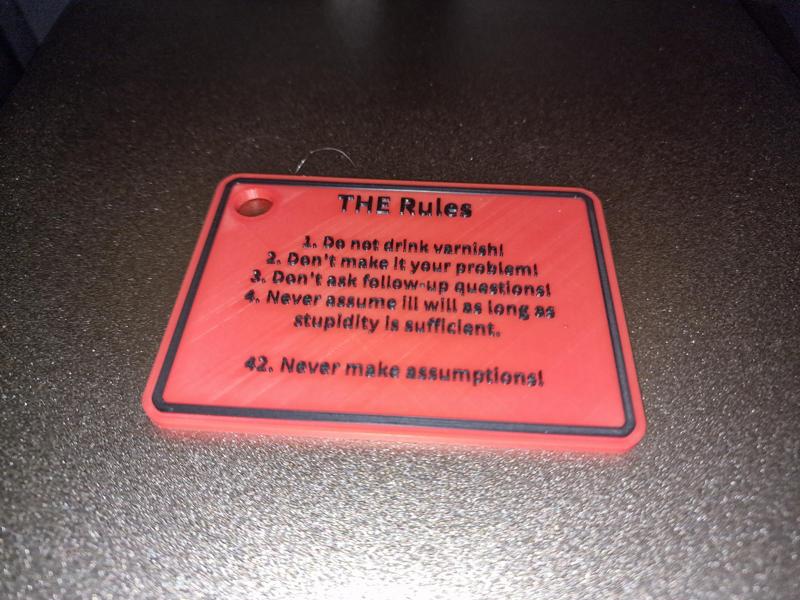 THE Rules
1. Do not drink varnish!
2. Don't make it your problem!
3. Don't ask follow-up questions!
4. Never assume ill will as long as
stupidity is sufficient.
42. Never make assumptions!